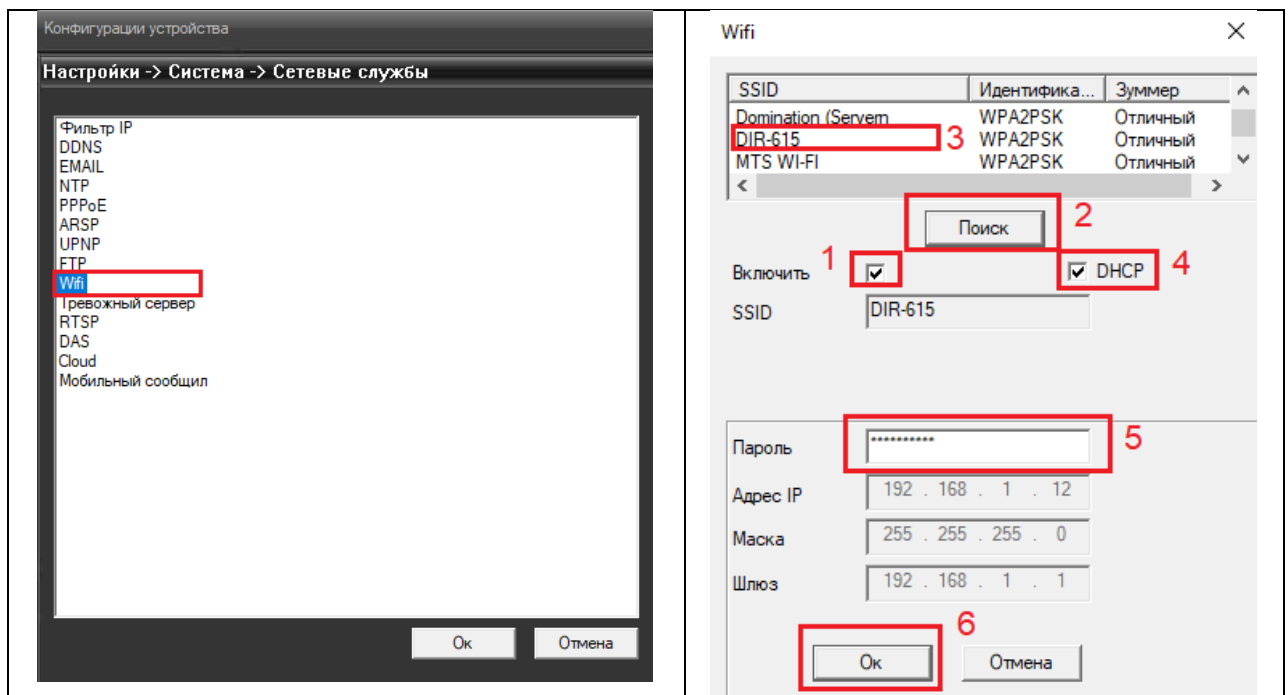 Конфигурации устройства
Настройки -> Система -> Сетевые службы
Фильтр IP
DDNS
EMAIL
NTP
PPPoE
ARSP
UPNP
FTP
Wifi
Тревожный сервер
RTSP
DAS
Cloud
Мобильный сообщил
Ок Отмена
Wifi
SSID Идентифика... Зуммер
Domination (Servern WPA2PSK Отличный
DIR-615 3 WPA2PSK Отличный
MTS WI-FI WPA2PSK Отличный
Поиск 2
Включить 1 DHCP 4
SSID DIR-615
Пароль ********** 5
Адрес IP 192 . 168 . 1 . 12
Маска 255 . 255 . 255 . 0
Шлюз 192 . 168 . 1 . 1
6
Ок Отмена